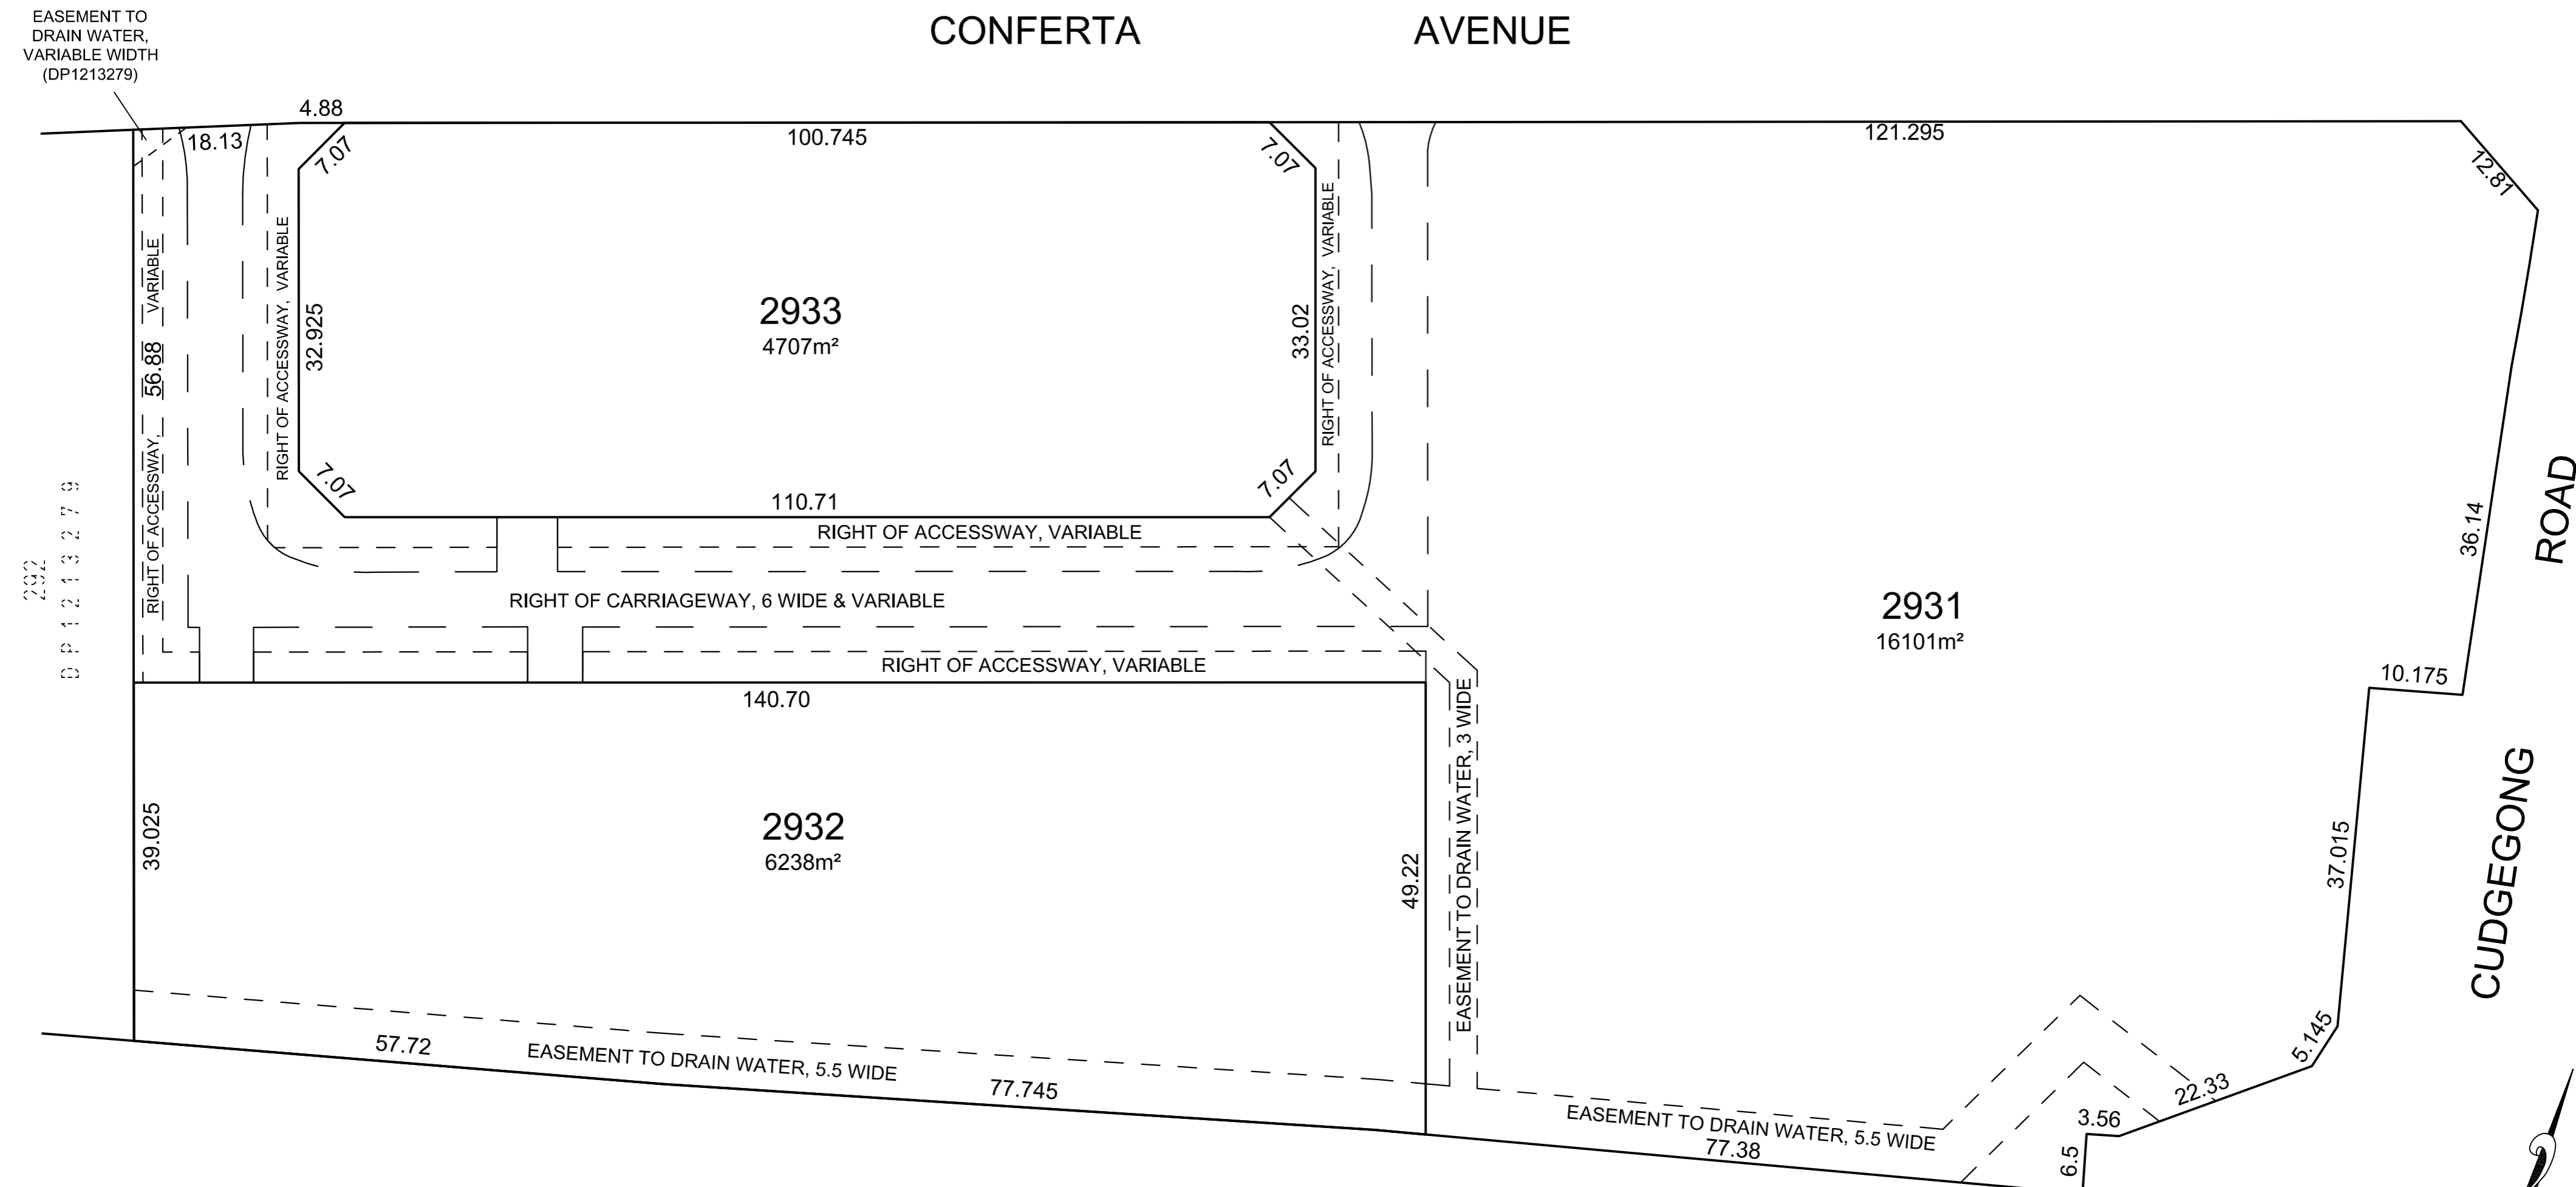 EASEMENT TO
DRAIN WATER,
VARIABLE WIDTH
(DP1213279)
CONFERTA AVENUE
4.88
18.13
7.07
100.745
7.07
121.295
12.81
RIGHT OF ACCESSWAY, 56.88 VARIABLE
RIGHT OF ACCESSWAY, VARIABLE
32.925
2933
4707m²
33.02
RIGHT OF ACCESSWAY, VARIABLE
7.07
110.71
7.07
RIGHT OF ACCESSWAY, VARIABLE
RIGHT OF CARRIAGEWAY, 6 WIDE & VARIABLE
RIGHT OF ACCESSWAY, VARIABLE
292
DP1213279
2931
16101m²
36.14
10.175
CUDGEGONG ROAD
140.70
39.025
2932
6238m²
49.22
EASEMENT TO DRAIN WATER, 3 WIDE
37.015
5.145
22.33
3.56
6.5
57.72
EASEMENT TO DRAIN WATER, 5.5 WIDE
77.745
EASEMENT TO DRAIN WATER, 5.5 WIDE
77.38